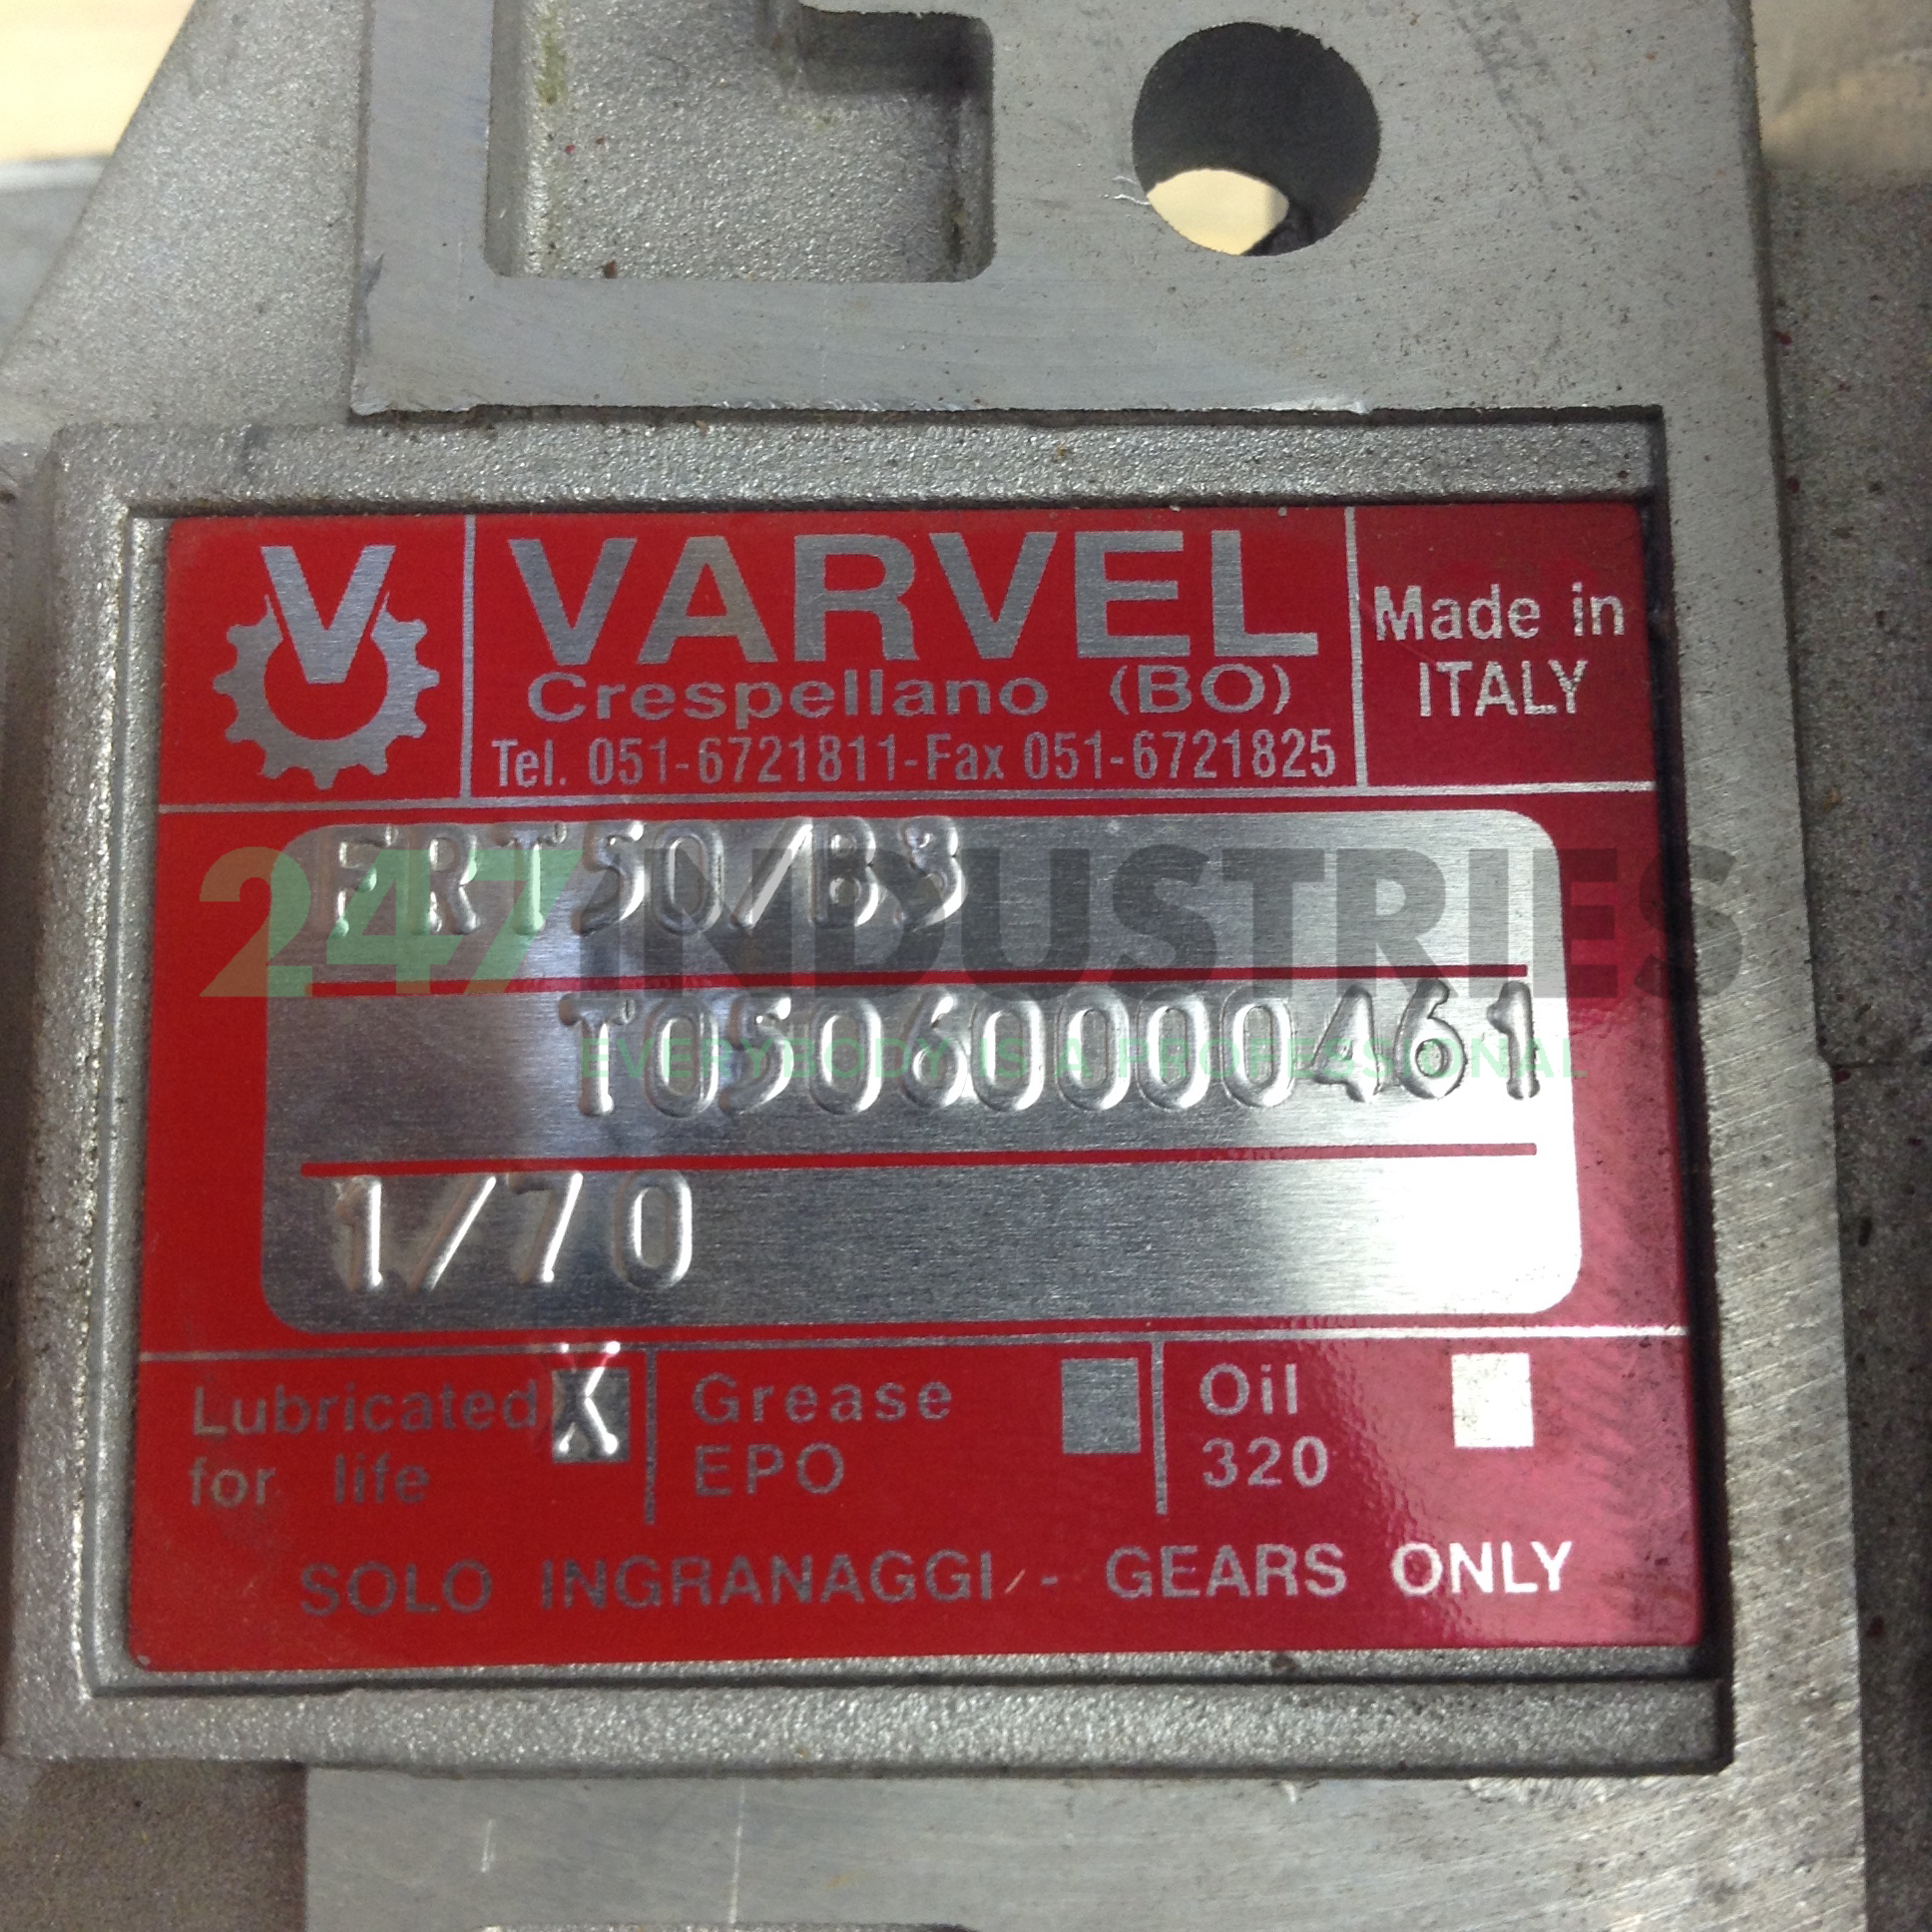 V
VARVEL
Crespellano (BO)
Tel. 051-6721811-Fax 051-6721825
Made in
ITALY
FRT50/B3
247 INDUSTRIES
T05060000461
EVERYBODY IS A PROFESSIONAL
1/70
Lubricated X
for life
Grease
EPO
Oil
320
SOLO INGRANAGGI - GEARS ONLY